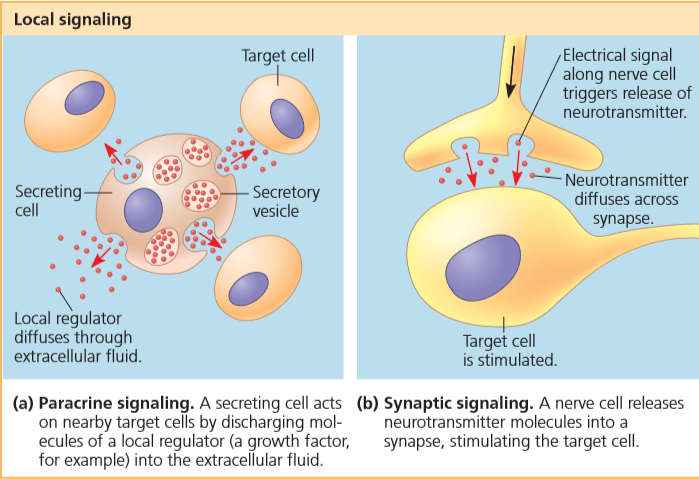 Local signaling
Target cell
Secreting
cell
Secretory
vesicle
Local regulator
diffuses through
extracellular fluid.
(a) Paracrine signaling. A secreting cell acts
on nearby target cells by discharging mol-
ecules of a local regulator (a growth factor,
for example) into the extracellular fluid.
Electrical signal
along nerve cell
triggers release of
neurotransmitter.
Neurotransmitter
diffuses across
synapse.
Target cell
is stimulated.
(b) Synaptic signaling. A nerve cell releases
neurotransmitter molecules into a
synapse, stimulating the target cell.